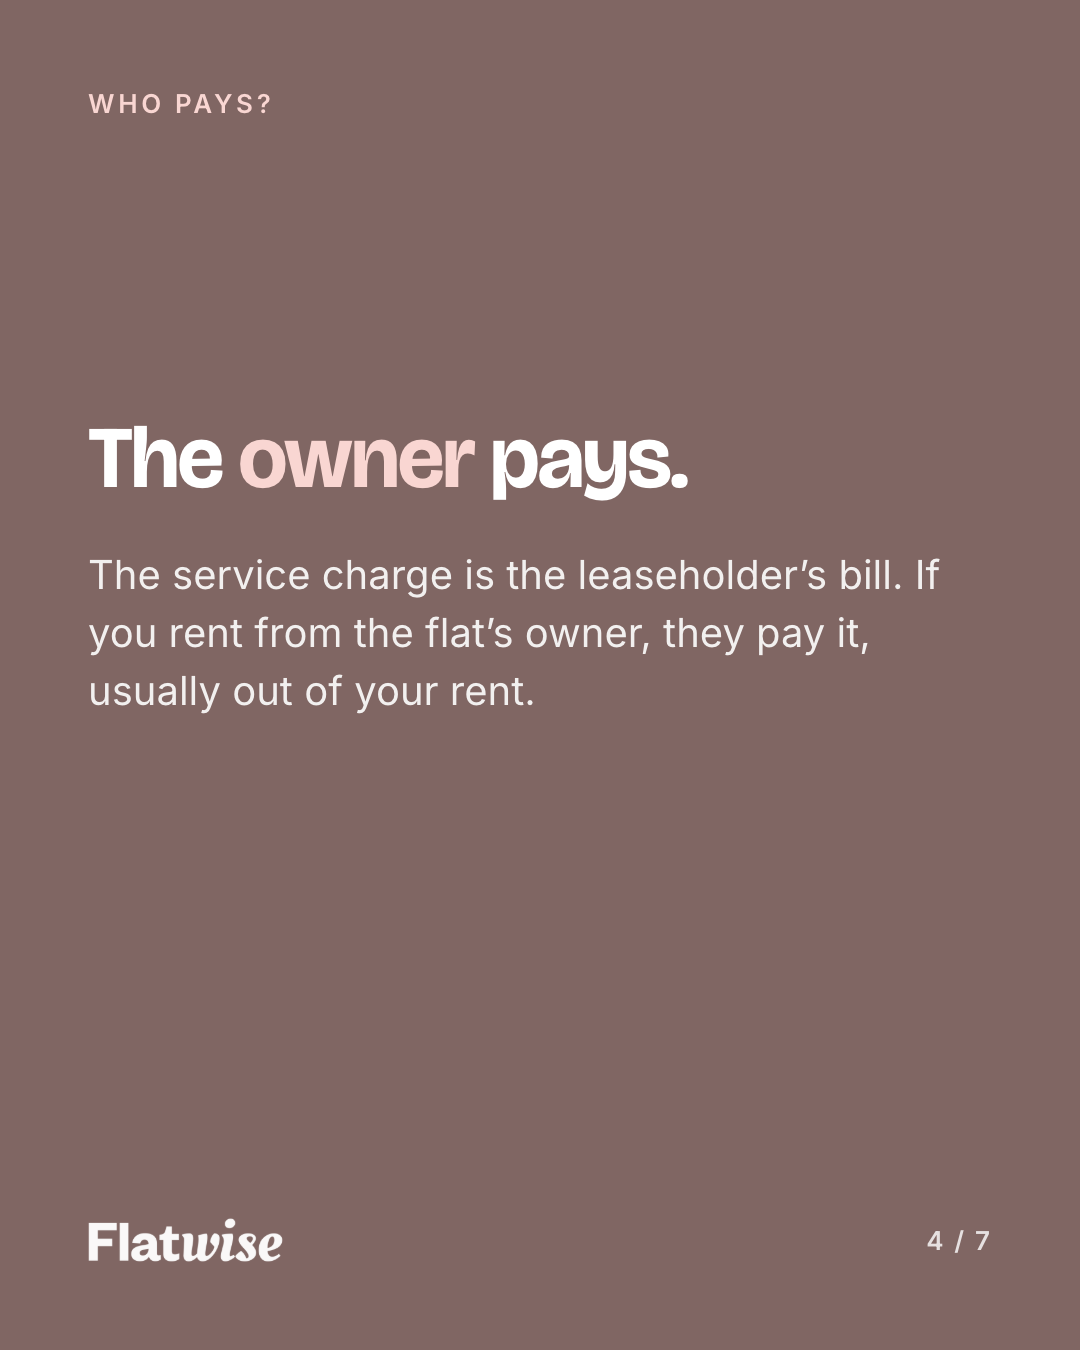 WHO PAYS?
The owner pays.
The service charge is the leaseholder’s bill. If
you rent from the flat’s owner, they pay it,
usually out of your rent.
Flatwise
4 / 7